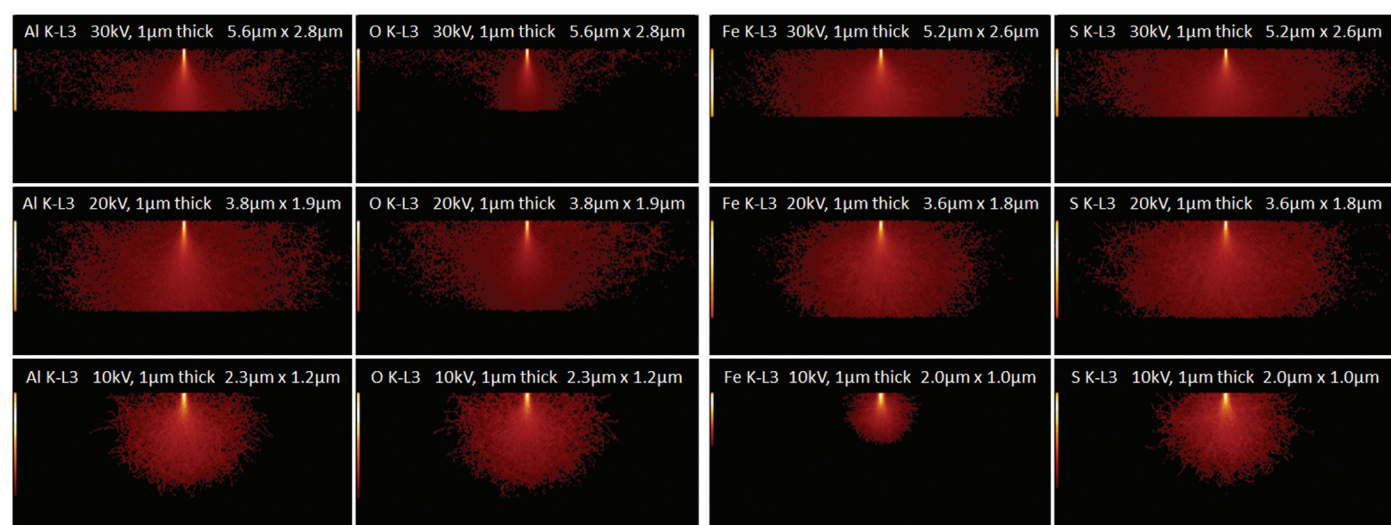 Al K-L3 30kV, 1μm thick 5.6μm x 2.8μm
O K-L3 30kV, 1μm thick 5.6μm x 2.8μm
Fe K-L3 30kV, 1μm thick 5.2μm x 2.6μm
S K-L3 30kV, 1μm thick 5.2μm x 2.6μm
Al K-L3 20kV, 1μm thick 3.8μm x 1.9μm
O K-L3 20kV, 1μm thick 3.8μm x 1.9μm
Fe K-L3 20kV, 1μm thick 3.6μm x 1.8μm
S K-L3 20kV, 1μm thick 3.6μm x 1.8μm
Al K-L3 10kV, 1μm thick 2.3μm x 1.2μm
O K-L3 10kV, 1μm thick 2.3μm x 1.2μm
Fe K-L3 10kV, 1μm thick 2.0μm x 1.0μm
S K-L3 10kV, 1μm thick 2.0μm x 1.0μm